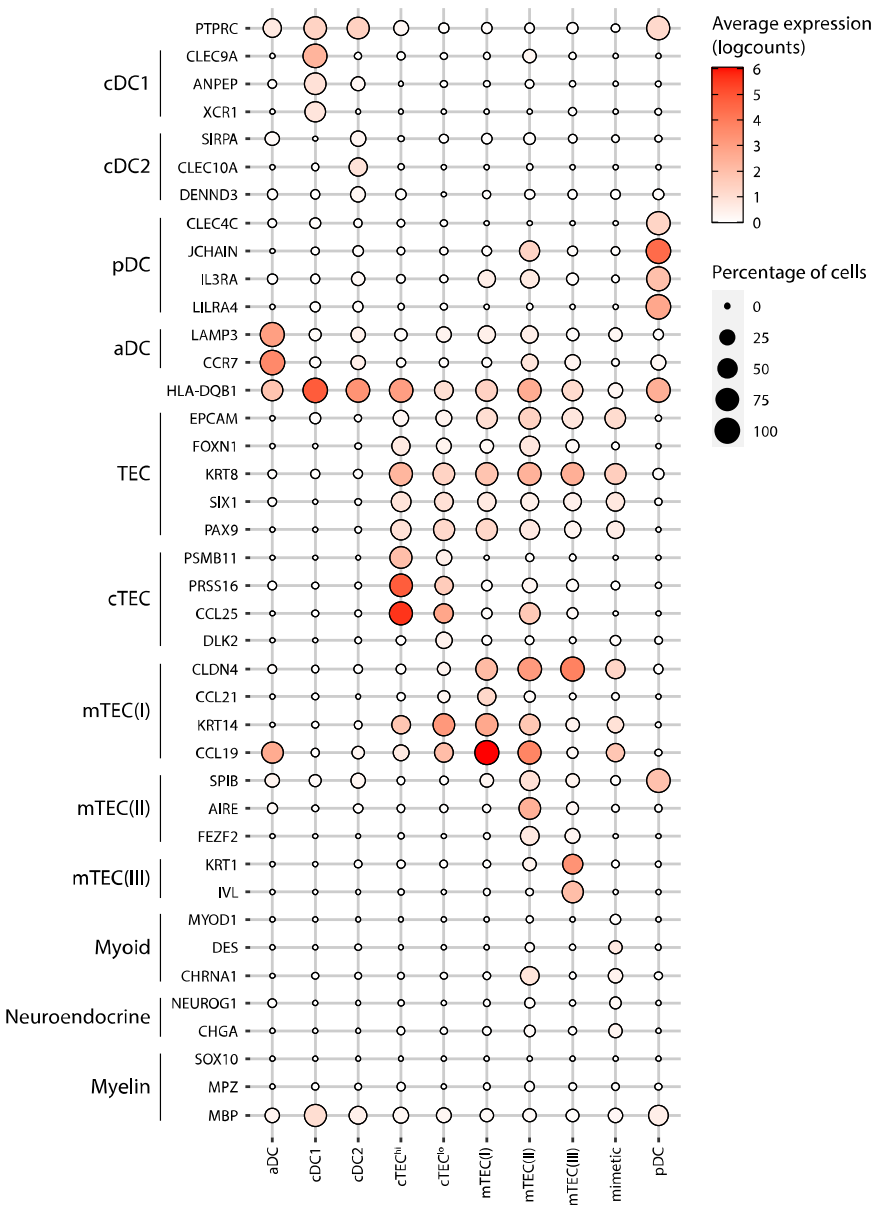 PTPRC
CLEC9A
cDC1
ANPEP
XCR1
SIRPA
cDC2
CLEC10A
DENND3
CLEC4C
JCHAIN
pDC
IL3RA
LILRA4
LAMP3
aDC
CCR7
HLA-DQB1
EPCAM
FOXN1
TEC
KRT8
SIX1
PAX9
PSMB11
PRSS16
cTEC
CCL25
DLK2
CLDN4
CCL21
mTEC(I)
KRT14
CCL19
SPIB
mTEC(II)
AIRE
FEZF2
KRT1
mTEC(III)
IVL
MYOD1
Myoid
DES
CHRNA1
NEUROG1
Neuroendocrine
CHGA
SOX10
Myelin
MPZ
MBP
aDC
cDC1
cDC2
cTEC^hi
cTEC^lo
mTEC(I)
mTEC(II)
mTEC(III)
mimetic
pDC
Average expression
(logcounts)
6
5
4
3
2
1
0
Percentage of cells
0
25
50
75
100